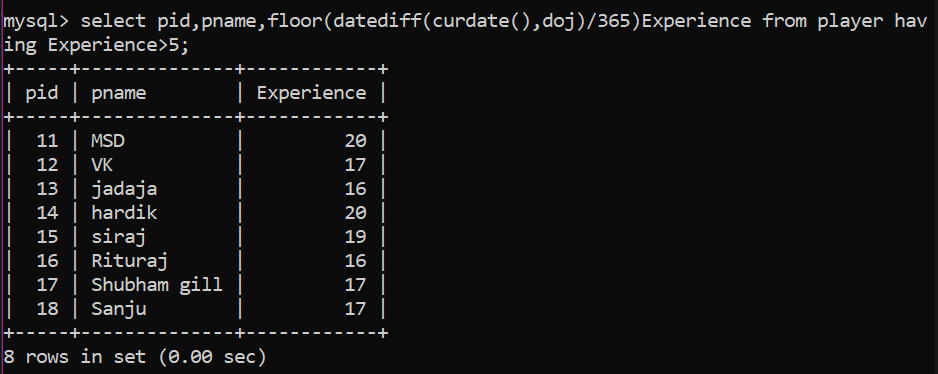 mysql> select pid,pname,floor(datediff(curdate(),doj)/365)Experience from player hav
ing Experience>5;
+-----+--------------+------------+
| pid | pname        | Experience |
+-----+--------------+------------+
|  11 | MSD          |         20 |
|  12 | VK           |         17 |
|  13 | jadaja       |         16 |
|  14 | hardik       |         20 |
|  15 | siraj        |         19 |
|  16 | Rituraj      |         16 |
|  17 | Shubham gill |         17 |
|  18 | Sanju        |         17 |
+-----+--------------+------------+
8 rows in set (0.00 sec)